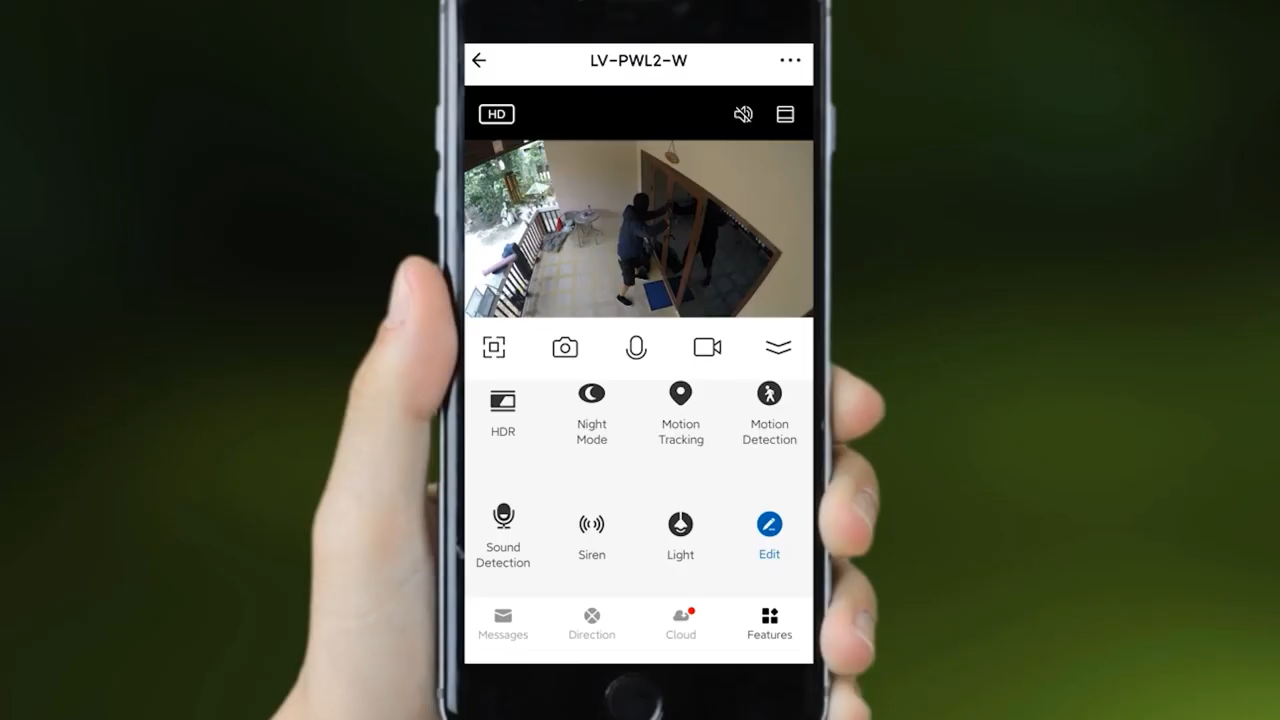 LV-PWL2-W
HD
HDR
Night
Mode
Motion
Tracking
Motion
Detection
Sound
Detection
Siren
Light
Edit
Messages
Direction
Cloud
Features